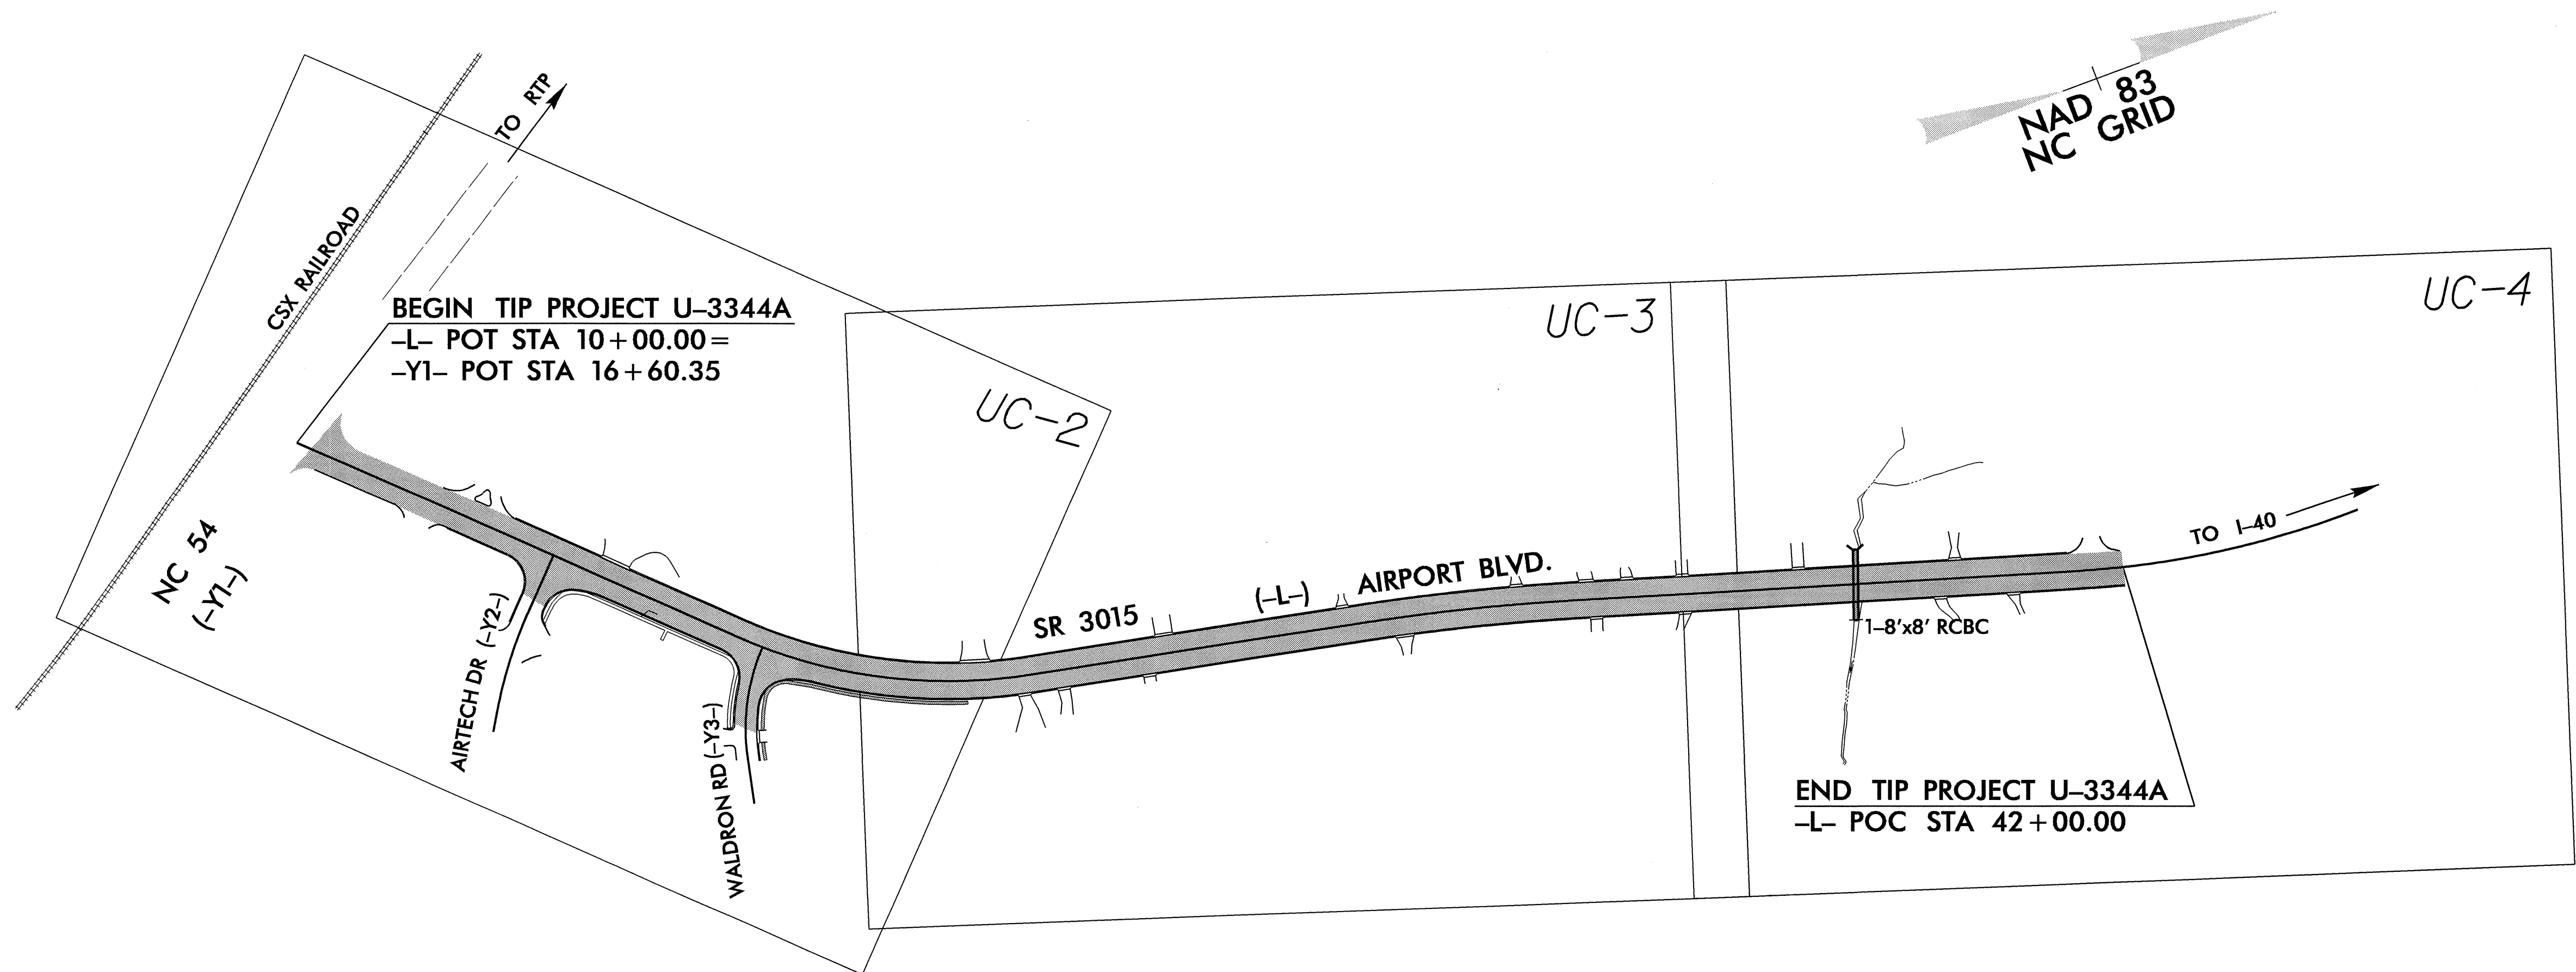 TO RTP
NAD 83
NC GRID
CSX RAILROAD
BEGIN TIP PROJECT U–3344A
–L– POT STA 10+00.00=
–Y1– POT STA 16+60.35
UC-2
UC-3
UC-4
NC 54
(–Y1–)
AIRTECH DR (–Y2–)
WALDRON RD (–Y3–)
SR 3015 (–L–) AIRPORT BLVD.
TO I–40
1–8'x8' RCBC
END TIP PROJECT U–3344A
–L– POC STA 42+00.00